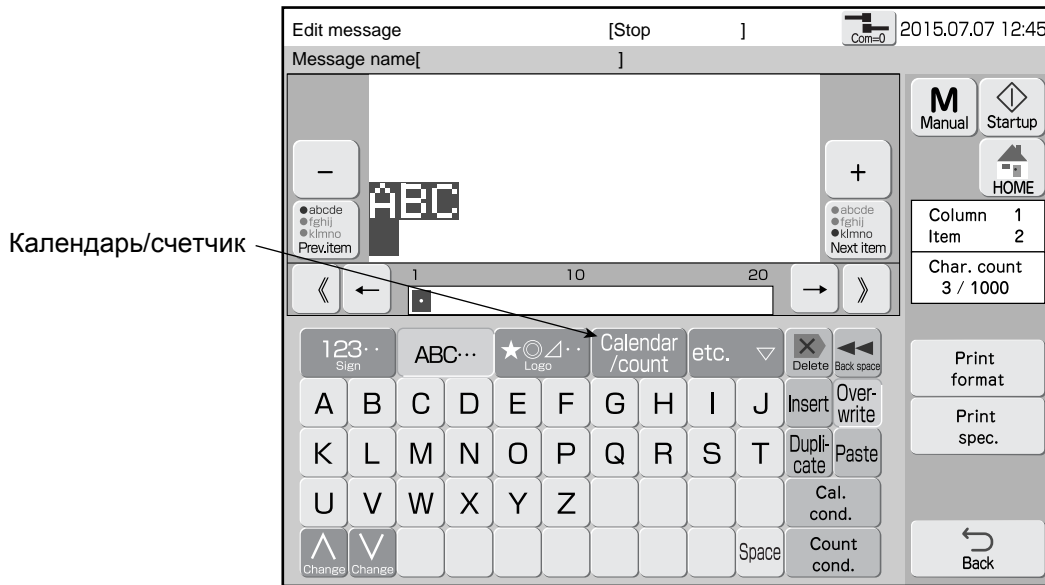 Edit message [Stop ] Com=0 2015.07.07 12:45
Message name[ ]
M
Manual
Startup
HOME
− +
ABC
●abcde
●fghij
●klmno
Prev.item
●abcde
●fghij
●klmno
Next item
Column 1
Item 2
Char. count
3 / 1000
Календарь/счетчик
《 ← 1 10 20 → 》
123··
Sign
ABC···
★◎⊿··
Logo
Calendar
/count
etc. ▽
Delete
Back space
A B C D E F G H I J
Insert
Over-
write
K L M N O P Q R S T
Dupli-
cate
Paste
U V W X Y Z
Cal.
cond.
Change
Change
Space
Count
cond.
Print
format
Print
spec.
Back